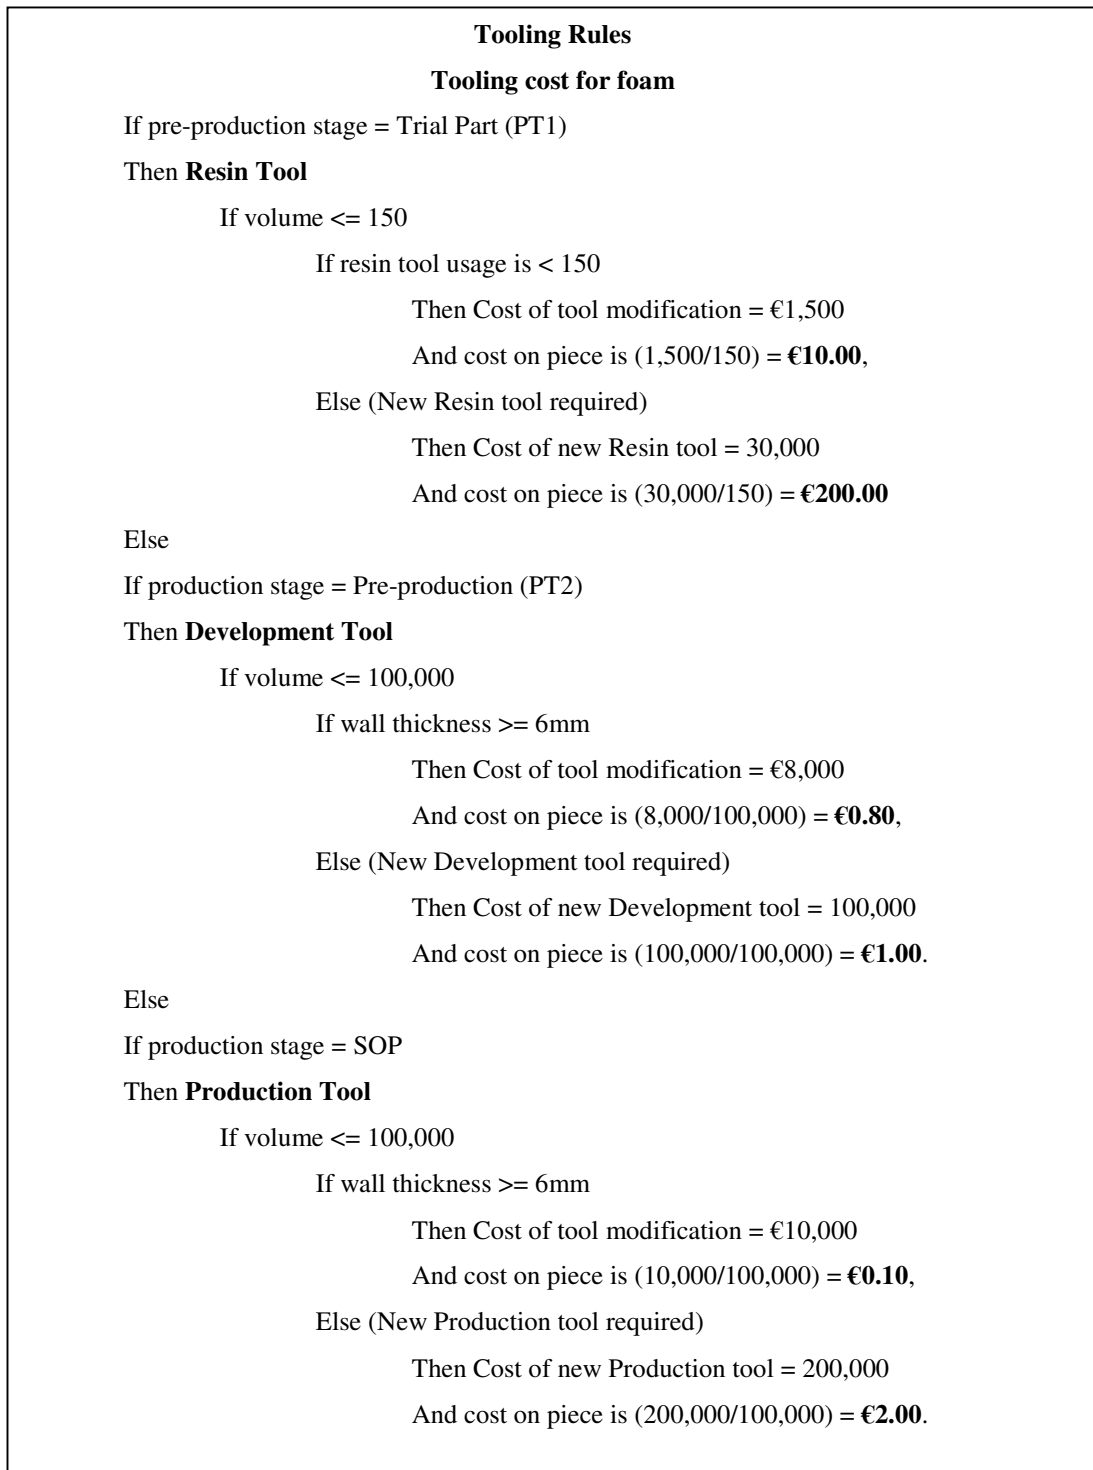 Tooling Rules
Tooling cost for foam
If pre-production stage = Trial Part (PT1)
Then Resin Tool
If volume <= 150
If resin tool usage is < 150
Then Cost of tool modification = €1,500
And cost on piece is (1,500/150) = €10.00,
Else (New Resin tool required)
Then Cost of new Resin tool = 30,000
And cost on piece is (30,000/150) = €200.00
Else
If production stage = Pre-production (PT2)
Then Development Tool
If volume <= 100,000
If wall thickness >= 6mm
Then Cost of tool modification = €8,000
And cost on piece is (8,000/100,000) = €0.80,
Else (New Development tool required)
Then Cost of new Development tool = 100,000
And cost on piece is (100,000/100,000) = €1.00.
Else
If production stage = SOP
Then Production Tool
If volume <= 100,000
If wall thickness >= 6mm
Then Cost of tool modification = €10,000
And cost on piece is (10,000/100,000) = €0.10,
Else (New Production tool required)
Then Cost of new Production tool = 200,000
And cost on piece is (200,000/100,000) = €2.00.